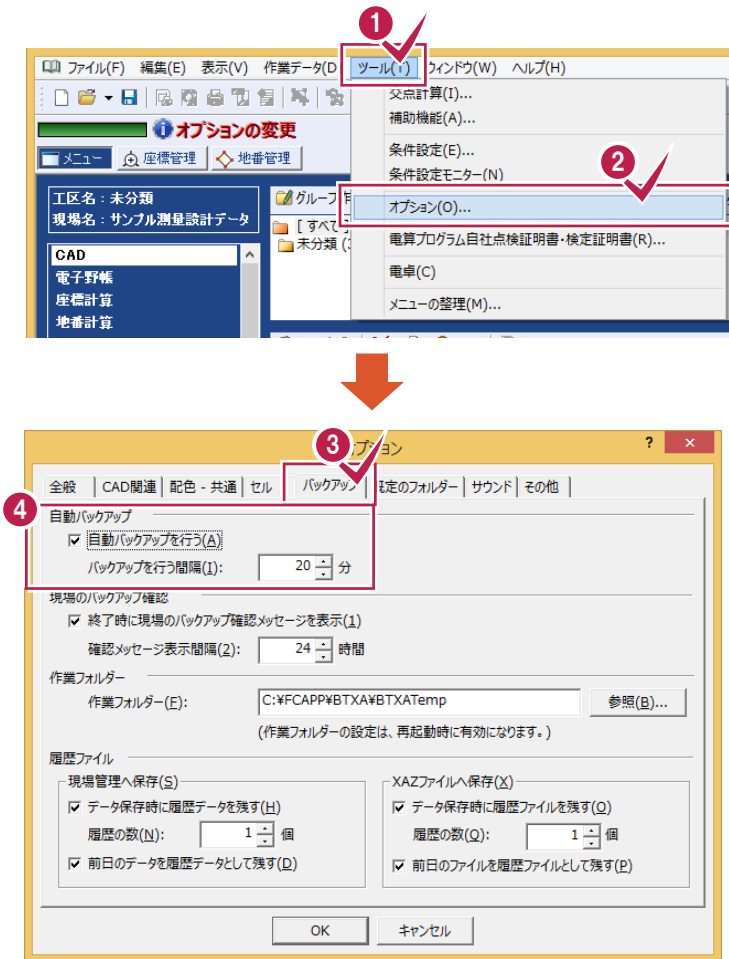 1
ファイル(F) 編集(E) 表示(V) 作業データ(D ツール(T) ウィンドウ(W) ヘルプ(H)
交点計算(I)...
補助機能(A)...
オプションの変更
メニュー 座標管理 地番管理
条件設定(E)...
2
条件設定モニター(N)
工区名：未分類
現場名：サンプル測量設計データ
グループ
オプション(O)...
[すべて
未分類 (
電算プログラム自社点検証明書・検定証明書(R)...
CAD
電子野帳
電卓(C)
座標計算
メニューの整理(M)...
地番計算
3
オプション ? ×
全般 CAD関連 配色 - 共通 セル バックアップ 既定のフォルダー サウンド その他
4
自動バックアップ
自動バックアップを行う(A)
バックアップを行う間隔(I): 20 分
現場のバックアップ確認
終了時に現場のバックアップ確認メッセージを表示(1)
確認メッセージ表示間隔(2): 24 時間
作業フォルダー
作業フォルダー(F): C:¥FCAPP¥BTXA¥BTXATemp 参照(B)...
(作業フォルダーの設定は、再起動時に有効になります。)
履歴ファイル
現場管理へ保存(S)
データ保存時に履歴データを残す(H)
履歴の数(N): 1 個
前日のデータを履歴データとして残す(D)
XAZファイルへ保存(X)
データ保存時に履歴ファイルを残す(O)
履歴の数(Q): 1 個
前日のファイルを履歴ファイルとして残す(P)
OK キャンセル